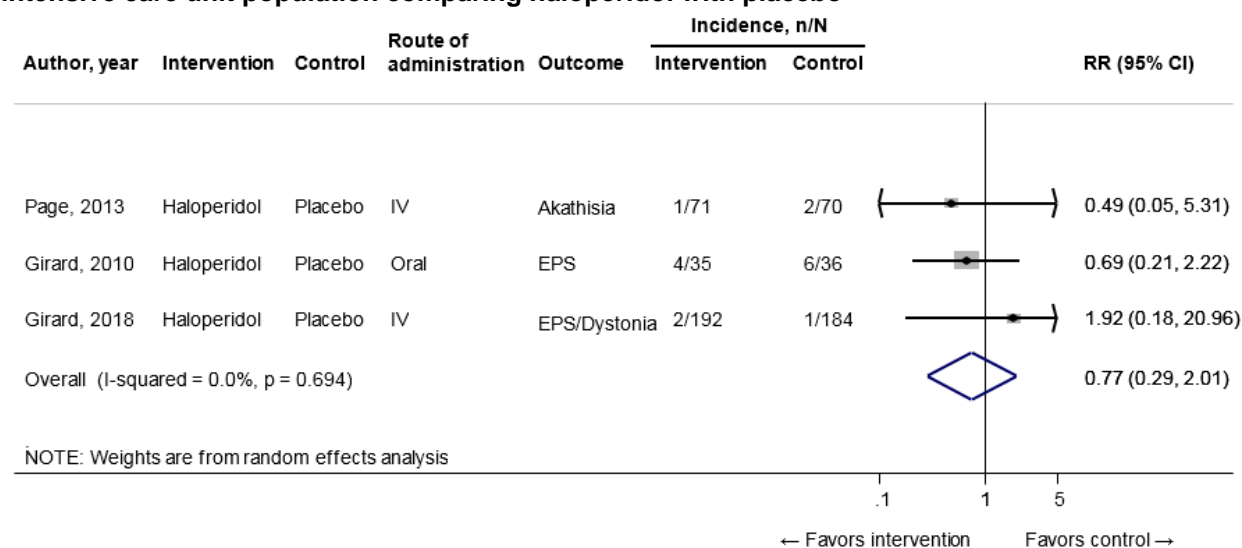 intensive care unit population comparing haloperidol with placebo
Incidence, n/N
Author, year Intervention Control Route of administration Outcome Intervention Control RR (95% CI)
Page, 2013 Haloperidol Placebo IV Akathisia 1/71 2/70 0.49 (0.05, 5.31)
Girard, 2010 Haloperidol Placebo Oral EPS 4/35 6/36 0.69 (0.21, 2.22)
Girard, 2018 Haloperidol Placebo IV EPS/Dystonia 2/192 1/184 1.92 (0.18, 20.96)
Overall (I-squared = 0.0%, p = 0.694) 0.77 (0.29, 2.01)
NOTE: Weights are from random effects analysis
.1 1 5
← Favors intervention Favors control →